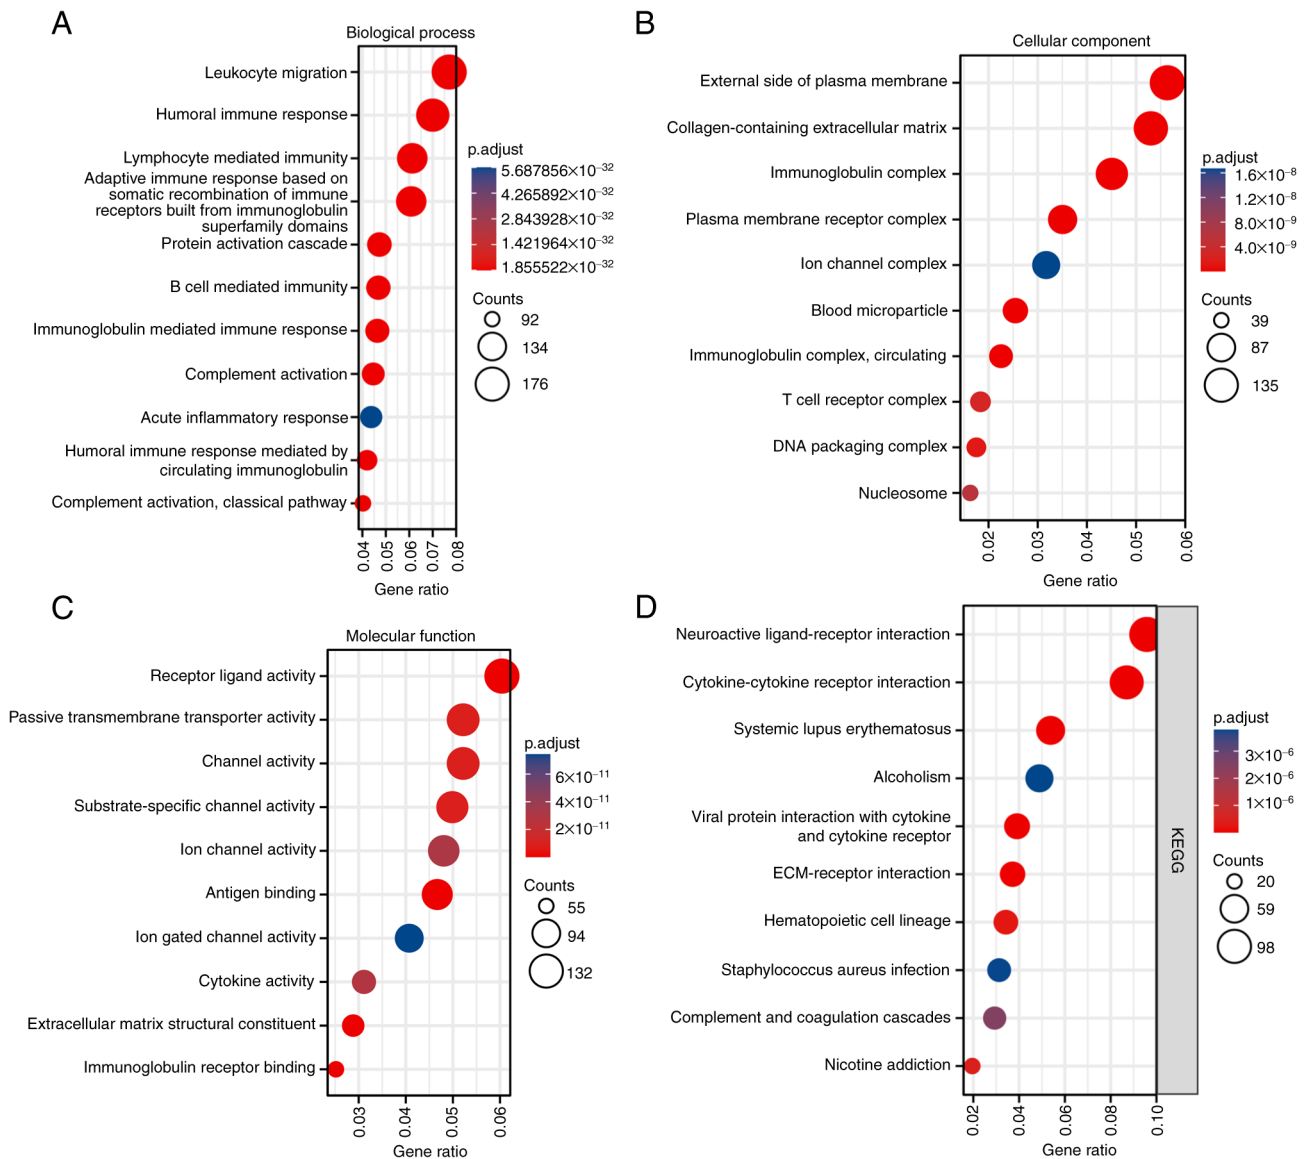 A
Biological process
Leukocyte migration
Humoral immune response
Lymphocyte mediated immunity
Adaptive immune response based on
somatic recombination of immune
receptors built from immunoglobulin
superfamily domains
Protein activation cascade
B cell mediated immunity
Immunoglobulin mediated immune response
Complement activation
Acute inflammatory response
Humoral immune response mediated by
circulating immunoglobulin
Complement activation, classical pathway
0.04 0.05 0.06 0.07 0.08
Gene ratio
p.adjust
5.687856×10⁻³²
4.265892×10⁻³²
2.843928×10⁻³²
1.421964×10⁻³²
1.855522×10⁻³²
Counts
92
134
176
B
Cellular component
External side of plasma membrane
Collagen-containing extracellular matrix
Immunoglobulin complex
Plasma membrane receptor complex
Ion channel complex
Blood microparticle
Immunoglobulin complex, circulating
T cell receptor complex
DNA packaging complex
Nucleosome
0.02 0.03 0.04 0.05 0.06
Gene ratio
p.adjust
1.6×10⁻⁸
1.2×10⁻⁸
8.0×10⁻⁹
4.0×10⁻⁹
Counts
39
87
135
C
Molecular function
Receptor ligand activity
Passive transmembrane transporter activity
Channel activity
Substrate-specific channel activity
Ion channel activity
Antigen binding
Ion gated channel activity
Cytokine activity
Extracellular matrix structural constituent
Immunoglobulin receptor binding
0.03 0.04 0.05 0.06
Gene ratio
p.adjust
6×10⁻¹¹
4×10⁻¹¹
2×10⁻¹¹
Counts
55
94
132
D
Neuroactive ligand-receptor interaction
Cytokine-cytokine receptor interaction
Systemic lupus erythematosus
Alcoholism
Viral protein interaction with cytokine
and cytokine receptor
ECM-receptor interaction
Hematopoietic cell lineage
Staphylococcus aureus infection
Complement and coagulation cascades
Nicotine addiction
0.02 0.04 0.06 0.08 0.10
Gene ratio
KEGG
p.adjust
3×10⁻⁶
2×10⁻⁶
1×10⁻⁶
Counts
20
59
98